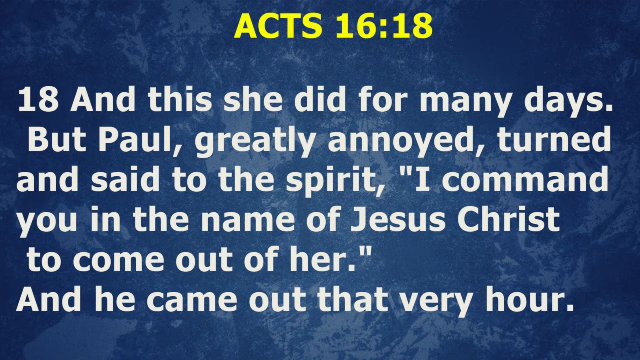 ACTS 16:18
18 And this she did for many days.
But Paul, greatly annoyed, turned
and said to the spirit, "I command
you in the name of Jesus Christ
to come out of her."
And he came out that very hour.